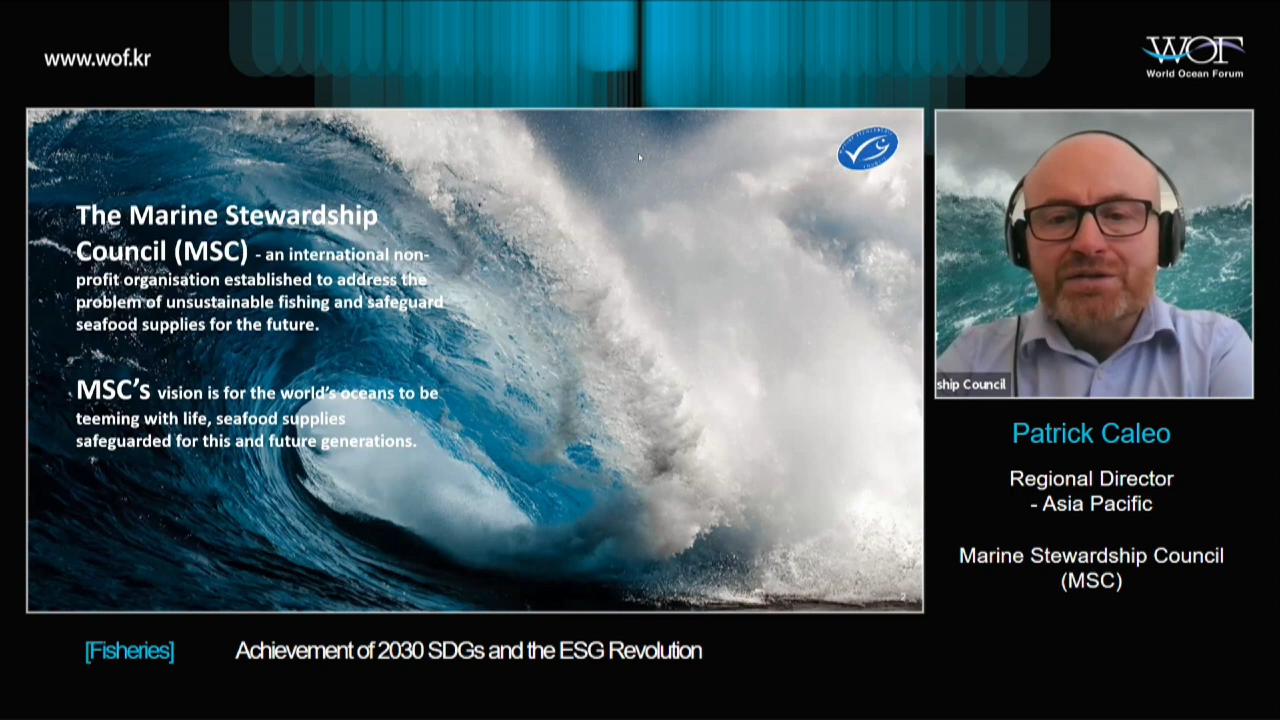 www.wof.kr
WOF
World Ocean Forum
The Marine Stewardship
Council (MSC) - an international non-
profit organisation established to address the
problem of unsustainable fishing and safeguard
seafood supplies for the future.
MSC's vision is for the world's oceans to be
teeming with life, seafood supplies
safeguarded for this and future generations.
2
ship Council
Patrick Caleo
Regional Director
- Asia Pacific
Marine Stewardship Council
(MSC)
[Fisheries] Achievement of 2030 SDGs and the ESG Revolution